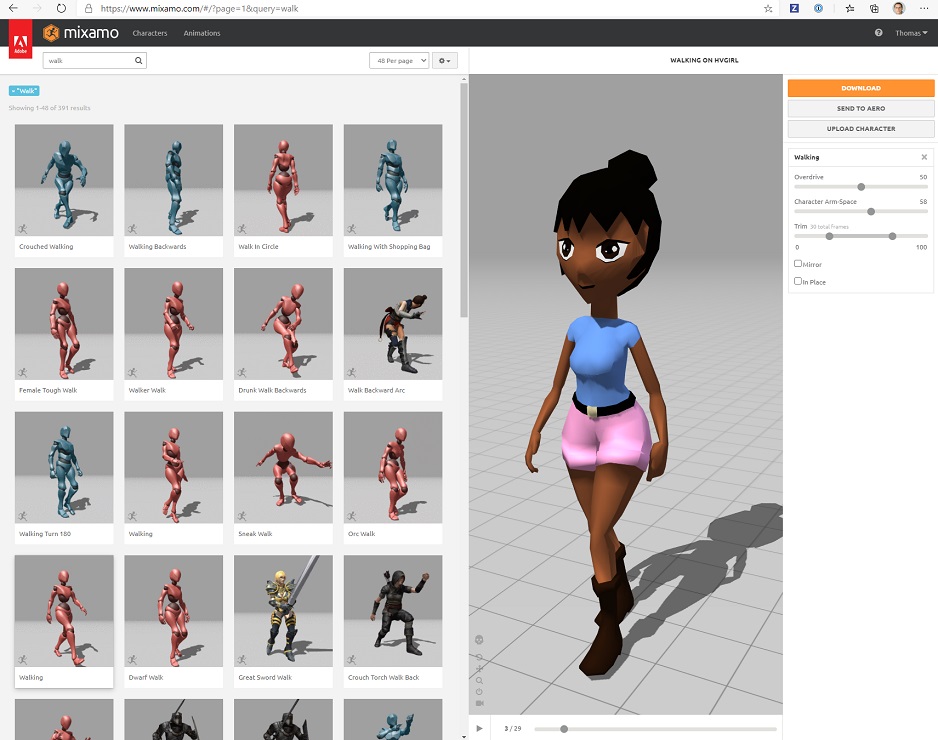 https://www.mixamo.com/#/?page=1&query=walk
Adobe
mixamo
Characters
Animations
Thomas
walk
48 Per page
WALKING ON HVGIRL
× "Walk"
Showing 1-48 of 391 results
Crouched Walking
Walking Backwards
Walk In Circle
Walking With Shopping Bag
Female Tough Walk
Walker Walk
Drunk Walk Backwards
Walk Backward Arc
Walking Turn 180
Walking
Sneak Walk
Orc Walk
Walking
Dwarf Walk
Great Sword Walk
Crouch Torch Walk Back
3 / 29
DOWNLOAD
SEND TO AERO
UPLOAD CHARACTER
Walking
Overdrive 50
Character Arm-Space 58
Trim 30 total frames
0 100
Mirror
In Place